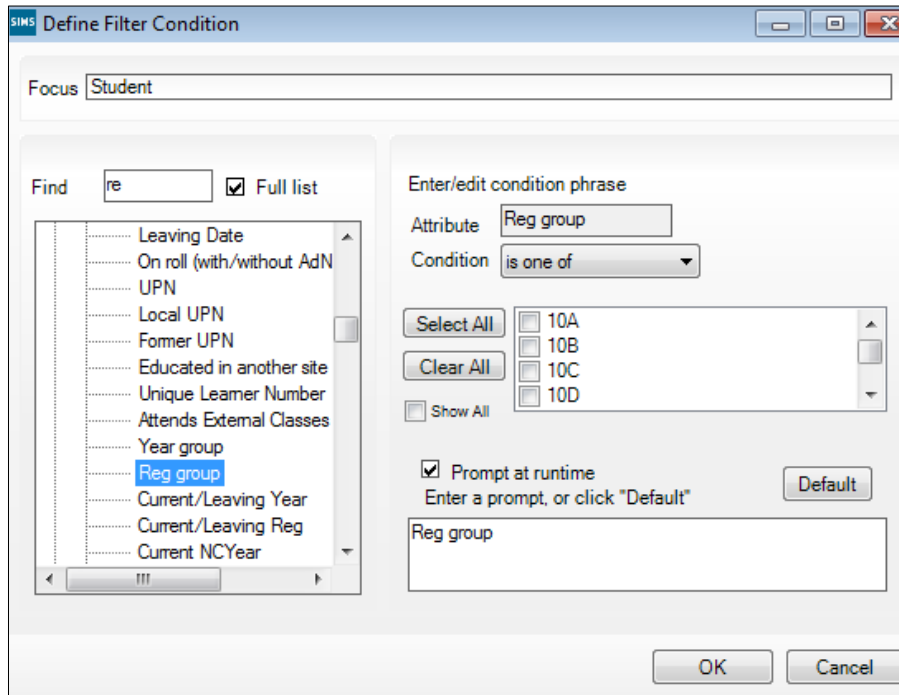 SIMS Define Filter Condition
Focus Student
Find re Full list
Leaving Date
On roll (with/without AdN
UPN
Local UPN
Former UPN
Educated in another site
Unique Learner Number
Attends External Classes
Year group
Reg group
Current/Leaving Year
Current/Leaving Reg
Current NCYear
Enter/edit condition phrase
Attribute Reg group
Condition is one of
Select All
Clear All
Show All
10A
10B
10C
10D
Prompt at runtime
Enter a prompt, or click "Default"
Default
Reg group
OK Cancel